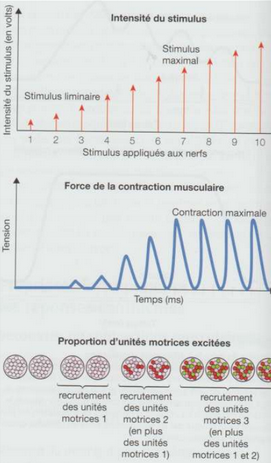 Intensité du stimulus
Intensité du stimulus (en volts)
Stimulus
maximal
Stimulus liminaire
1 2 3 4 5 6 7 8 9 10
Stimulus appliqués aux nerfs
Force de la contraction musculaire
Tension
Contraction maximale
Temps (ms)
Proportion d'unités motrices excitées
recrutement
des unités
motrices 1
recrutement
des unités
motrices 2
(en plus
des unités
motrices 1)
recrutement
des unités
motrices 3
(en plus
des unités
motrices 1 et 2)